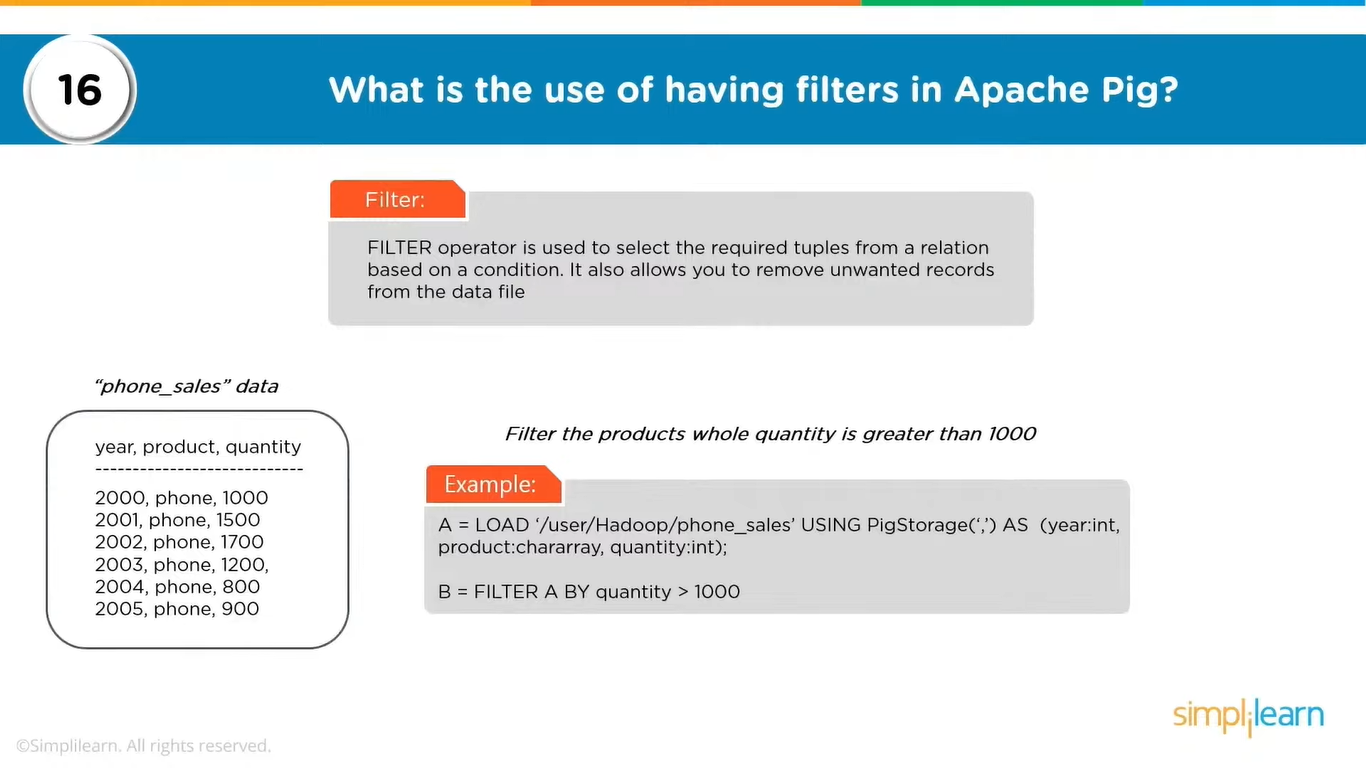 16
What is the use of having filters in Apache Pig?
Filter:
FILTER operator is used to select the required tuples from a relation
based on a condition. It also allows you to remove unwanted records
from the data file
“phone_sales” data
year, product, quantity
----------------------------
2000, phone, 1000
2001, phone, 1500
2002, phone, 1700
2003, phone, 1200,
2004, phone, 800
2005, phone, 900
Filter the products whole quantity is greater than 1000
Example:
A = LOAD ‘/user/Hadoop/phone_sales’ USING PigStorage(‘,’) AS (year:int,
product:chararray, quantity:int);
B = FILTER A BY quantity > 1000
simplilearn
©Simplilearn. All rights reserved.